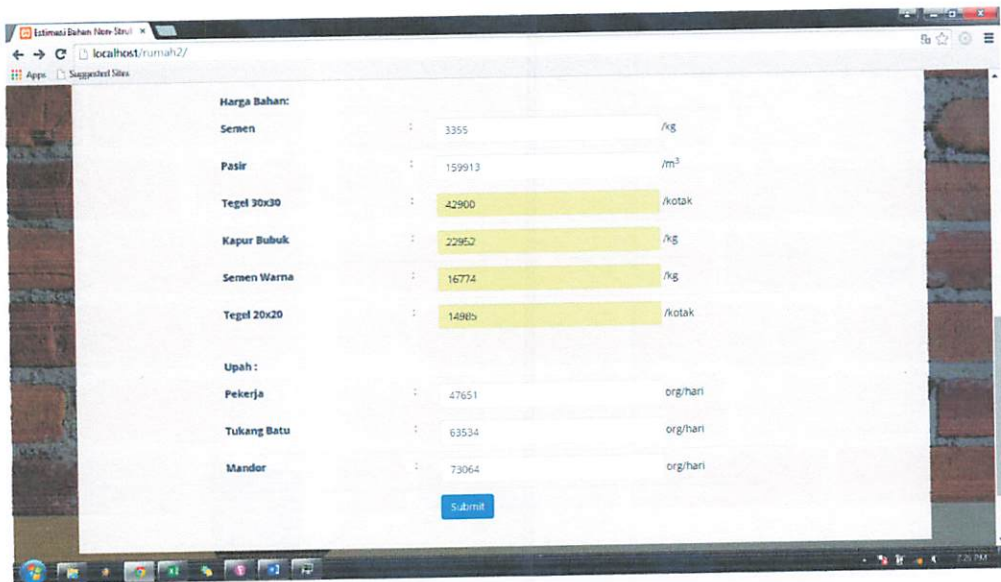 Estimasi Bahan Non-Strul ×
localhost/rumah2/
Apps Suggested Sites
Harga Bahan:
Semen : 3355 /kg
Pasir : 159913 /m³
Tegel 30x30 : 42900 /kotak
Kapur Bubuk : 22952 /kg
Semen Warna : 16774 /kg
Tegel 20x20 : 14985 /kotak
Upah :
Pekerja : 47651 org/hari
Tukang Batu : 63534 org/hari
Mandor : 73064 org/hari
Submit